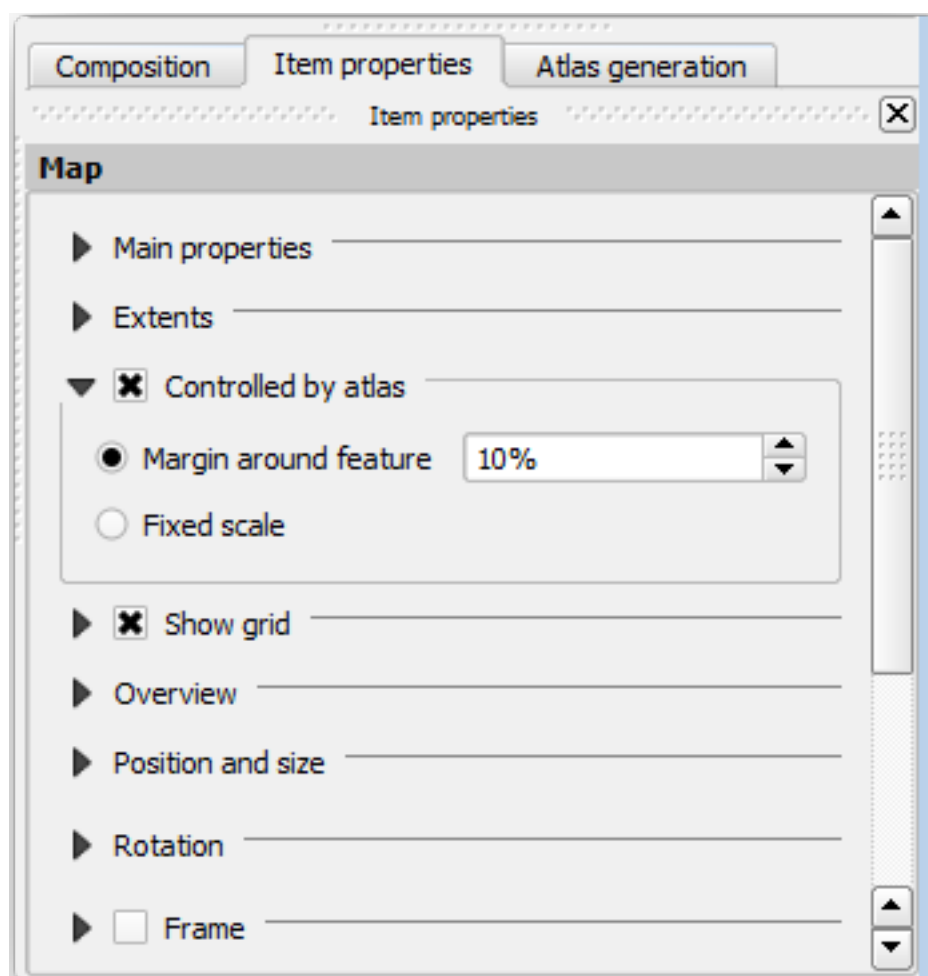 Composition Item properties Atlas generation
Item properties
Map
Main properties
Extents
Controlled by atlas
Margin around feature 10%
Fixed scale
Show grid
Overview
Position and size
Rotation
Frame